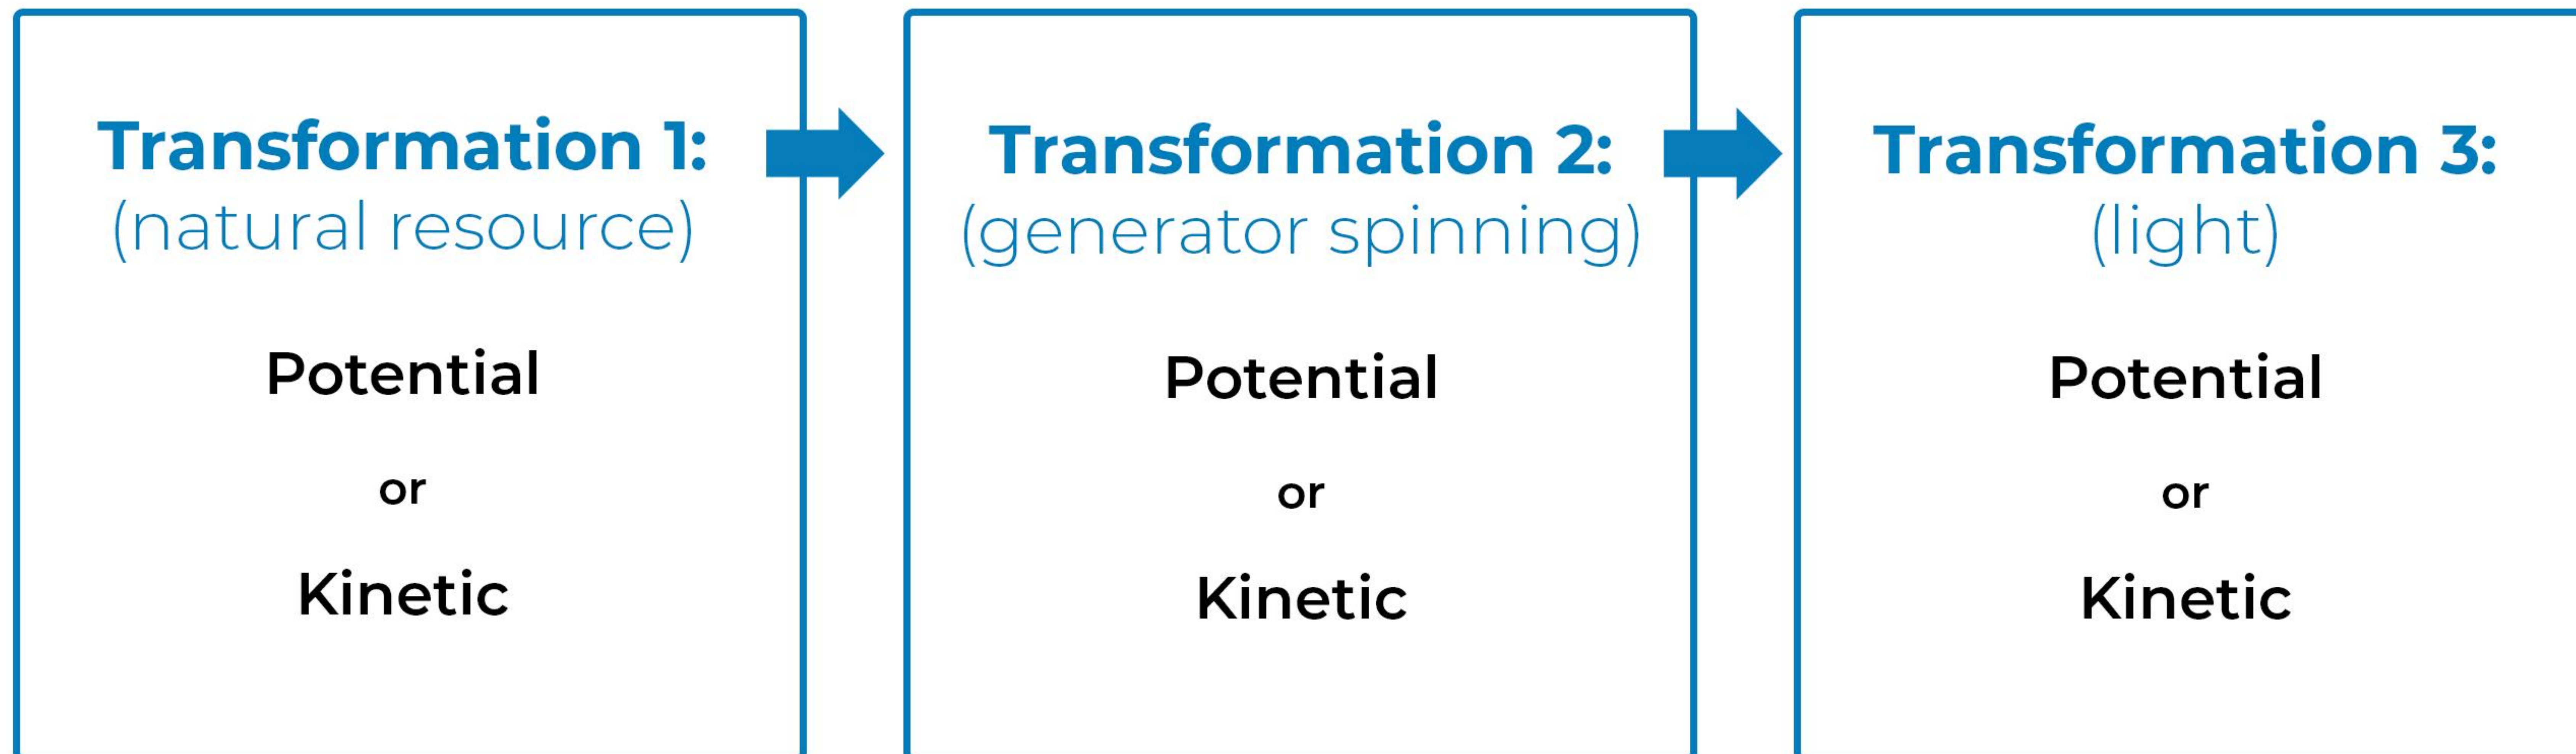 Transformation 1:
(natural resource)
Potential
or
Kinetic
Transformation 2:
(generator spinning)
Potential
or
Kinetic
Transformation 3:
(light)
Potential
or
Kinetic